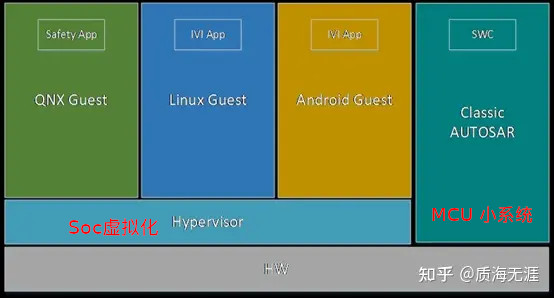 Safety App
IVI App
IVI App
SWC
QNX Guest
Linux Guest
Android Guest
Classic
AUTOSAR
Soc虚拟化
Hypervisor
MCU 小系统
HW
知乎 @质海无涯